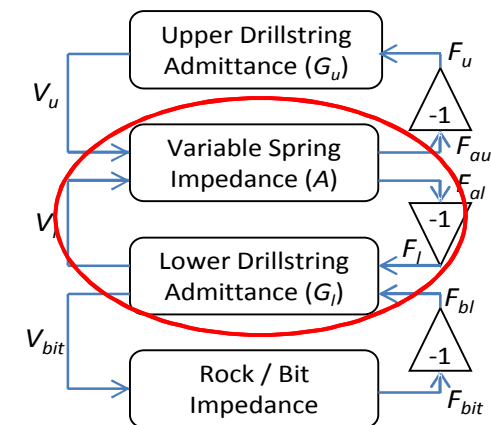 Upper Drillstring
Admittance (Gu)
Fu
Vu
-1
Variable Spring
Impedance (A)
Fau
Fal
-1
Vl
Fl
Lower Drillstring
Admittance (Gl)
Fbl
Vbit
-1
Rock / Bit
Impedance
Fbit